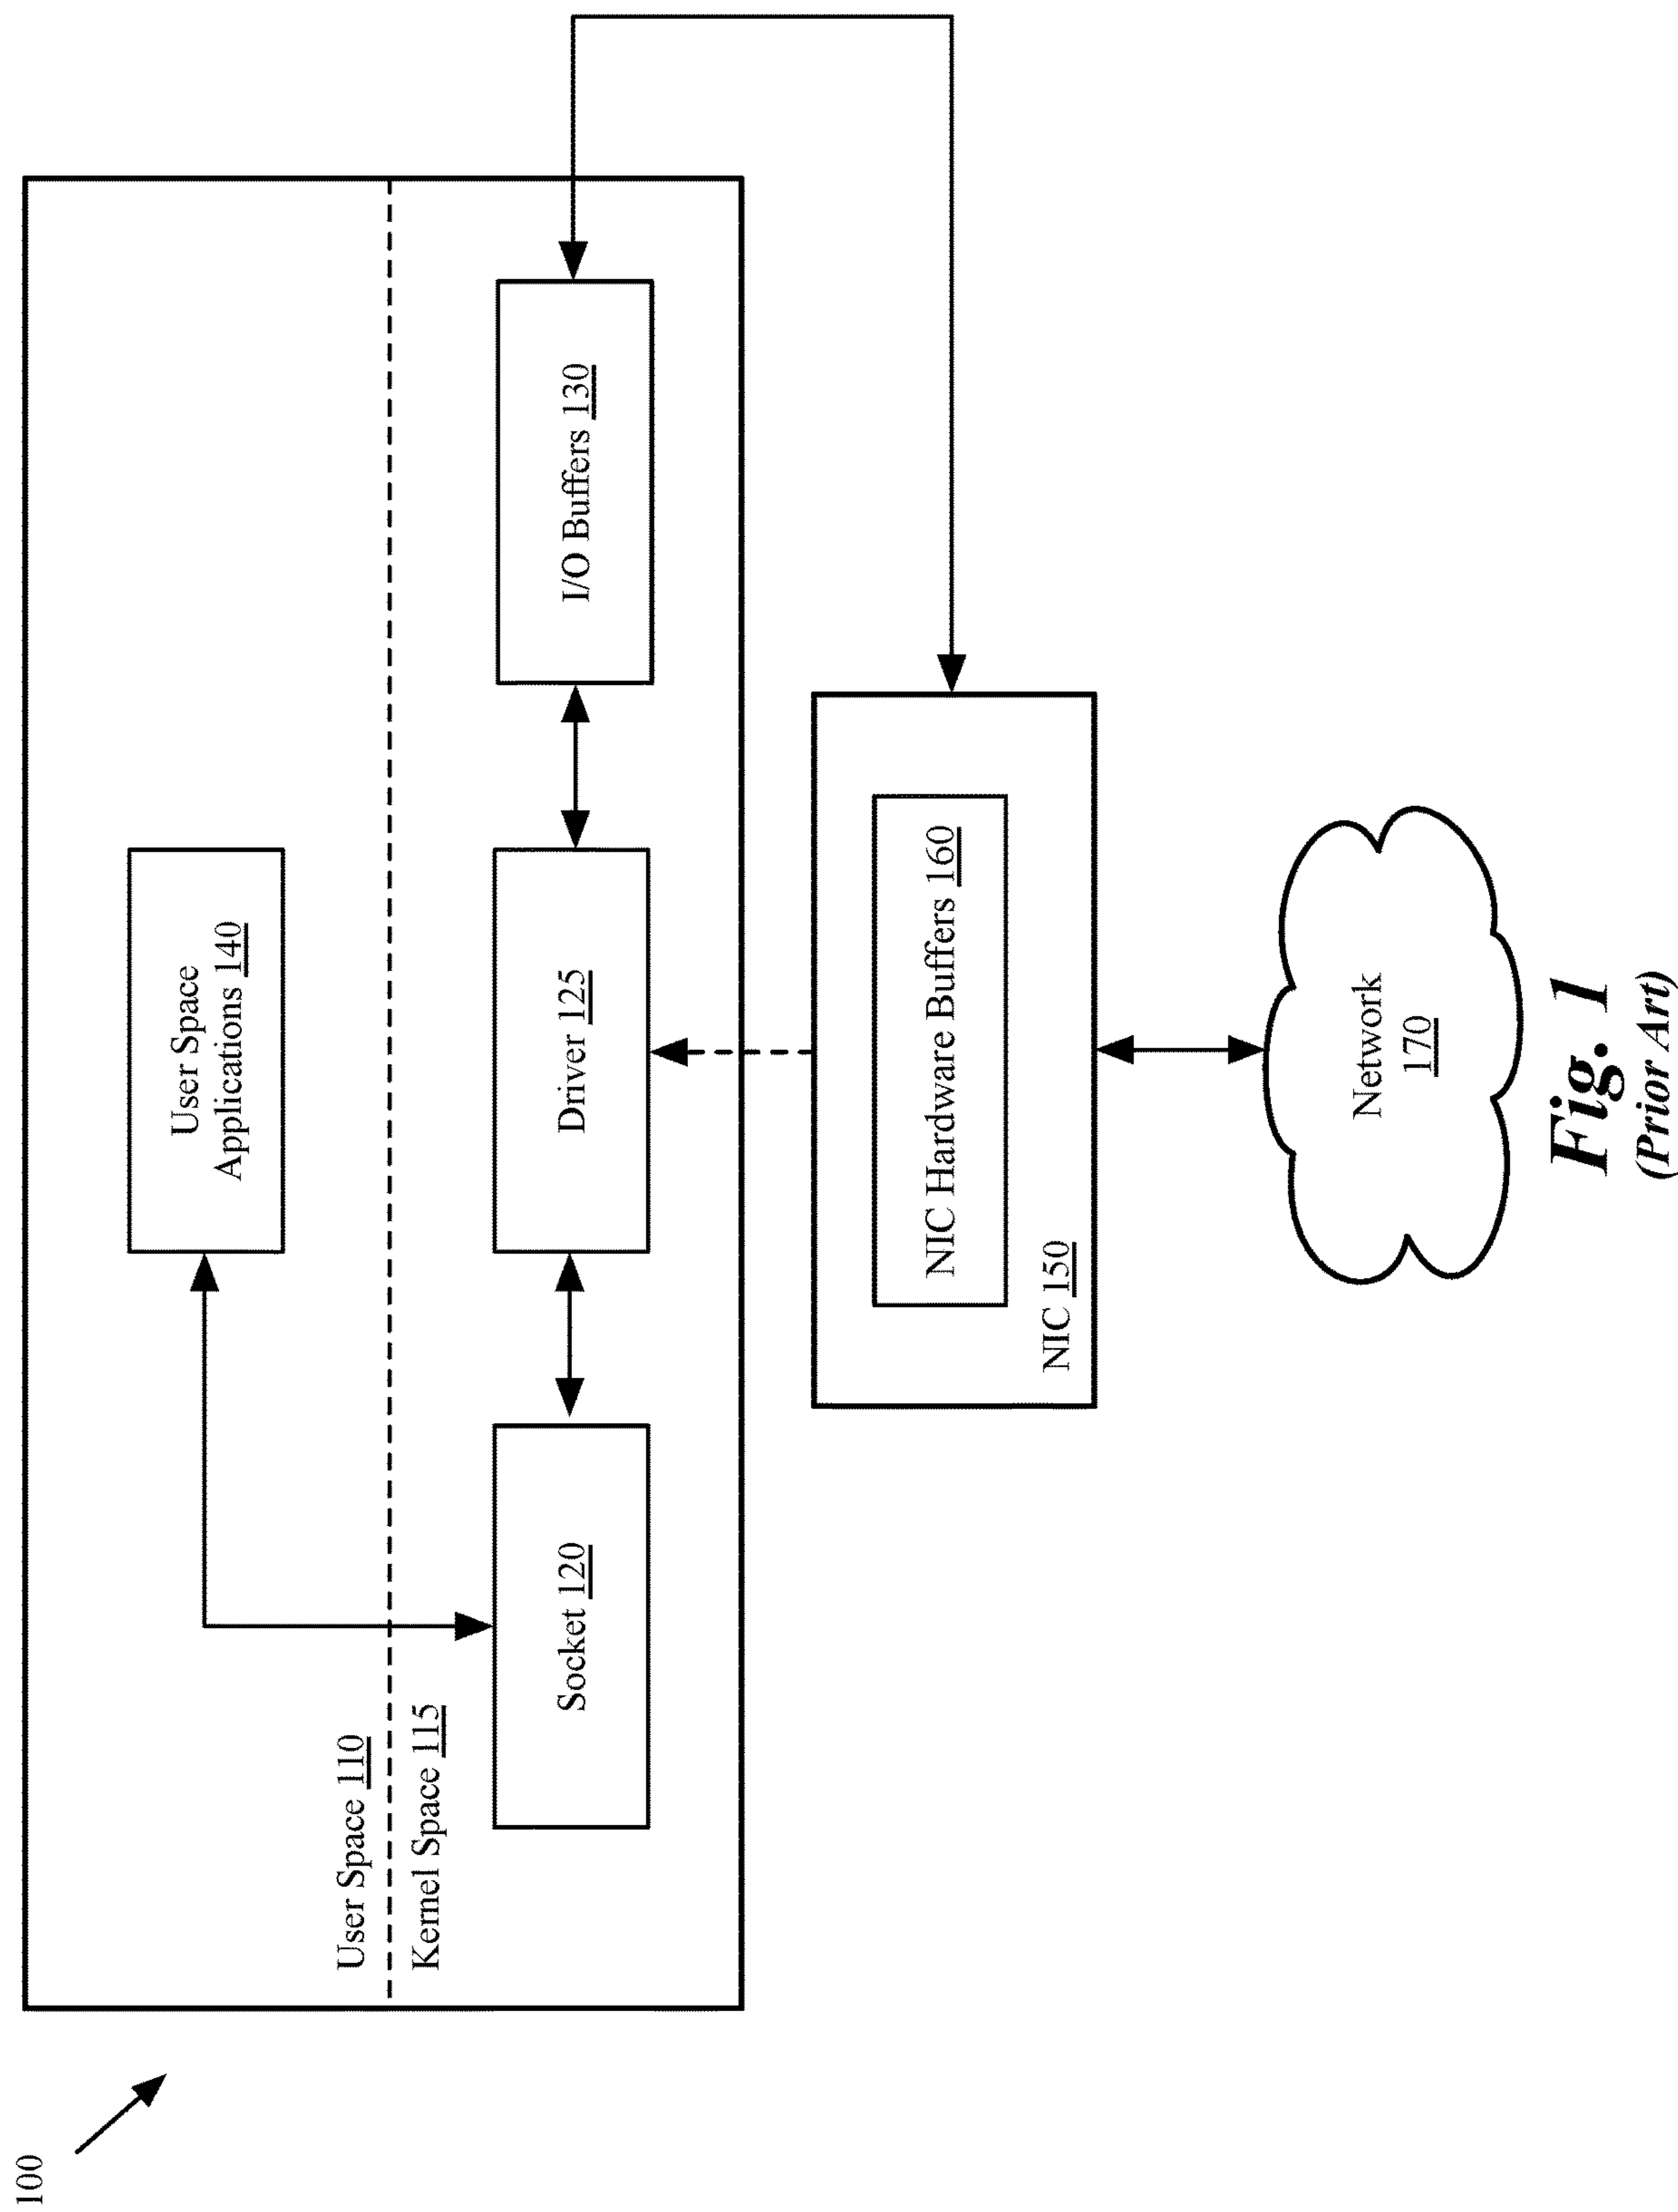 100
User Space
Applications 140
User Space 110
Kernel Space 115
Socket 120
Driver 125
I/O Buffers 130
NIC Hardware Buffers 160
NIC 150
Network
170
Fig. 1
(Prior Art)